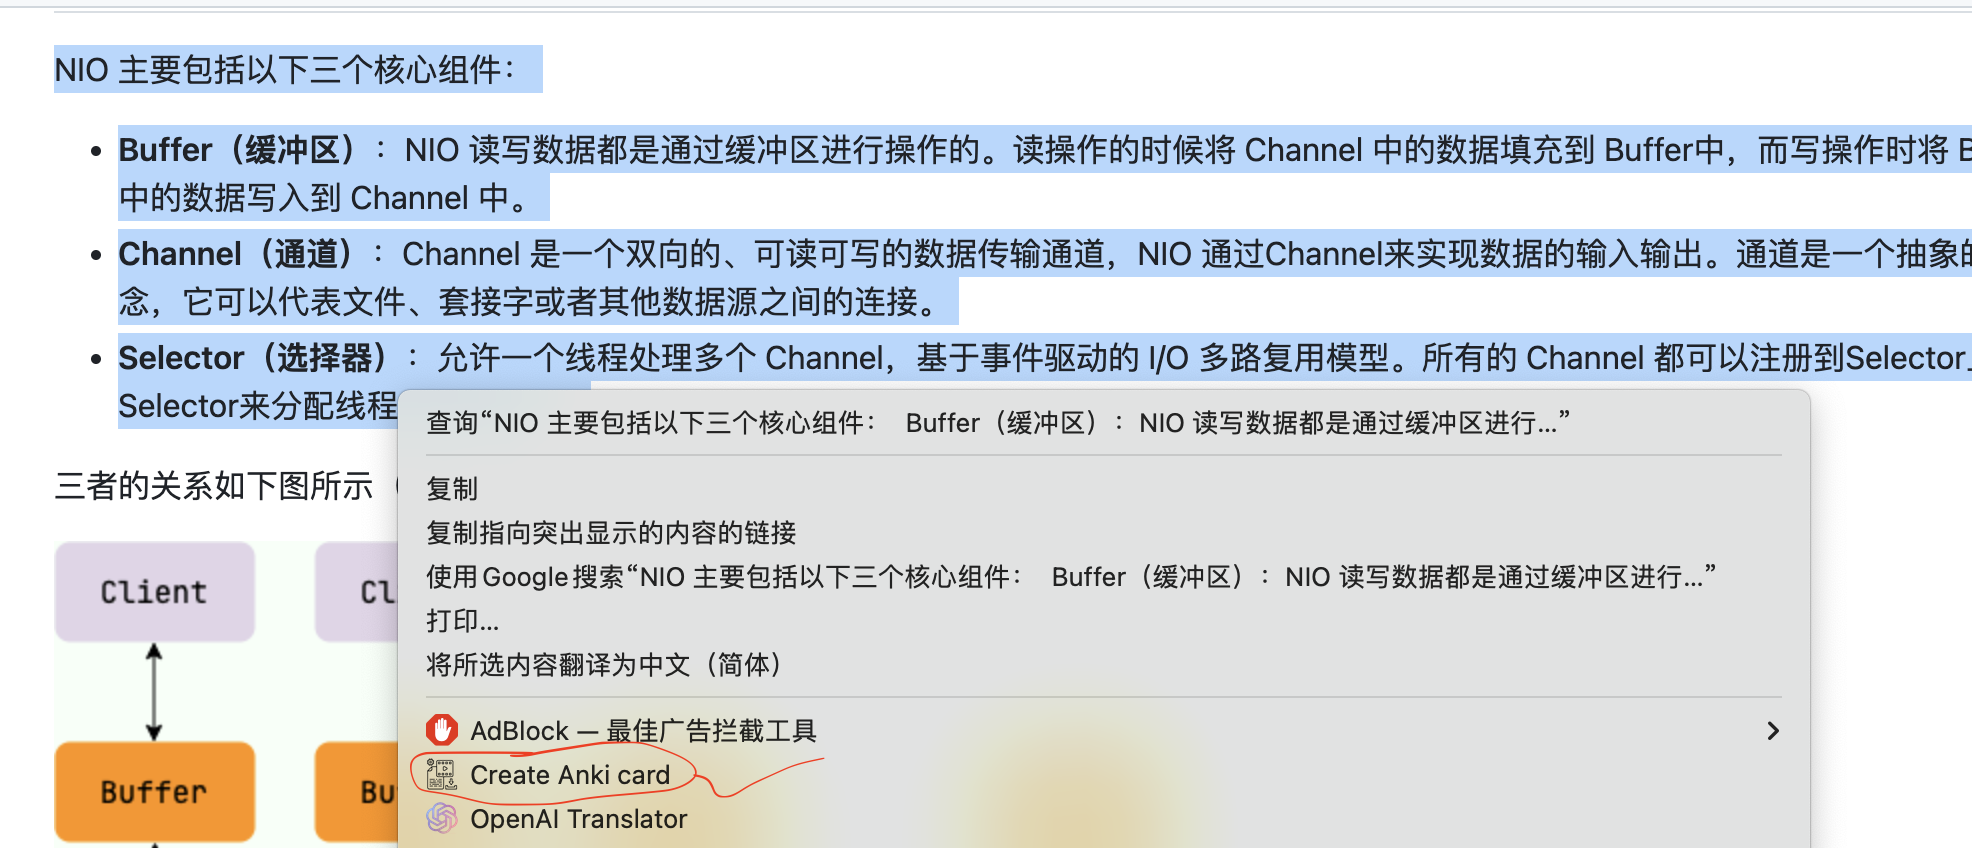 NIO 主要包括以下三个核心组件：
Buffer（缓冲区）：NIO 读写数据都是通过缓冲区进行操作的。读操作的时候将 Channel 中的数据填充到 Buffer中，而写操作时将
中的数据写入到 Channel 中。
Channel（通道）：Channel 是一个双向的、可读可写的数据传输通道，NIO 通过Channel来实现数据的输入输出。通道是一个抽象的
念，它可以代表文件、套接字或者其他数据源之间的连接。
Selector（选择器）：允许一个线程处理多个 Channel，基于事件驱动的 I/O 多路复用模型。所有的 Channel 都可以注册到Selector
Selector来分配线程
查询“NIO 主要包括以下三个核心组件： Buffer（缓冲区）：NIO 读写数据都是通过缓冲区进行...”
复制
三者的关系如下图所示（
复制指向突出显示的内容的链接
使用Google搜索“NIO 主要包括以下三个核心组件： Buffer（缓冲区）：NIO 读写数据都是通过缓冲区进行...”
Client
Cl
打印...
将所选内容翻译为中文（简体）
AdBlock — 最佳广告拦截工具
Create Anki card
Buffer
Bu
OpenAI Translator